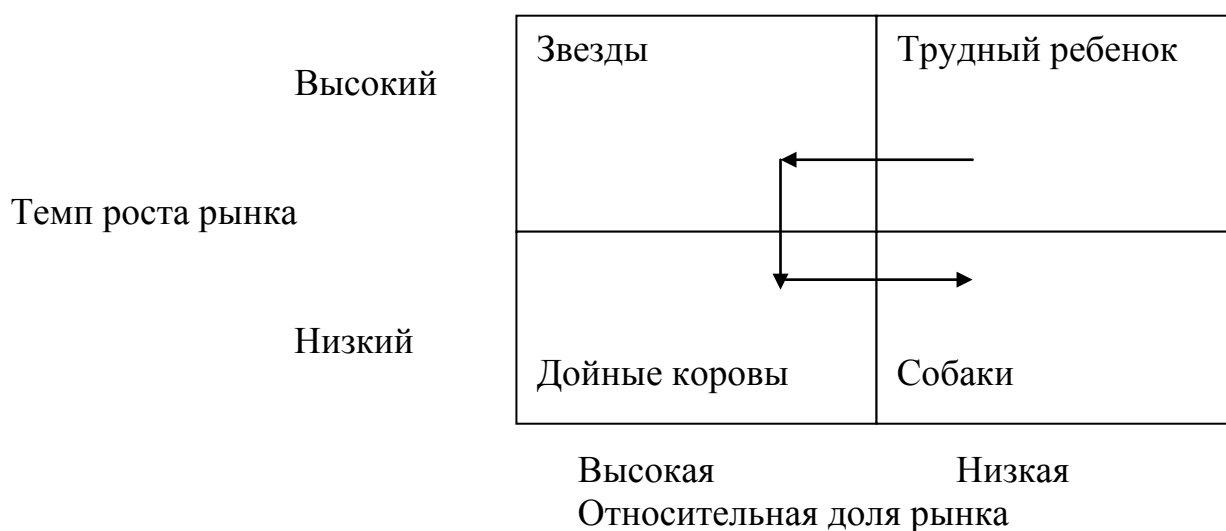 Звезды
Трудный ребенок
Высокий
Темп роста рынка
Низкий
Дойные коровы
Собаки
Высокая
Низкая
Относительная доля рынка